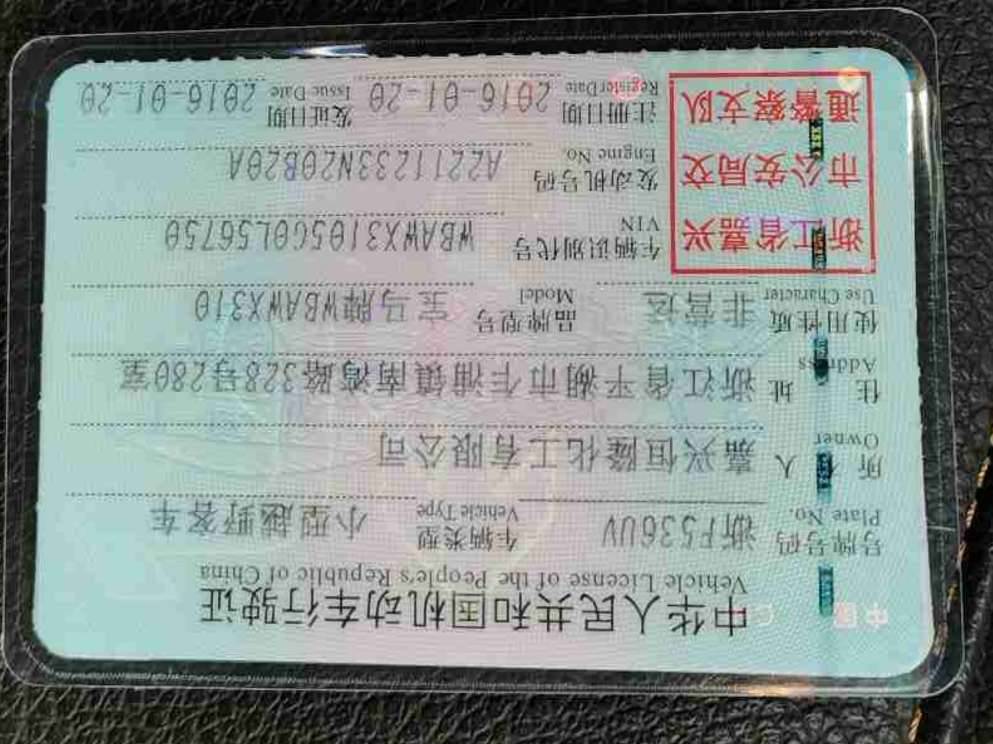 中国
中华人民共和国机动车行驶证
Vehicle License of the People's Republic of China
号牌号码 浙F536UV 车辆类型 小型越野客车
Plate No. Vehicle Type
所有人 嘉兴恒隆化工有限公司
Owner
住址 浙江省平湖市乍浦镇南湾路328号280室
Address
使用性质 非营运 品牌型号 宝马牌WBAWX310
Use Character Model
浙江省嘉兴
市公安局交
通警察支队
车辆识别代号 WBAWX3105G0L56750
VIN
发动机号码 A2211233N20B20A
Engine No.
注册日期 2016-01-20 发证日期 2016-01-20
Register Date Issue Date